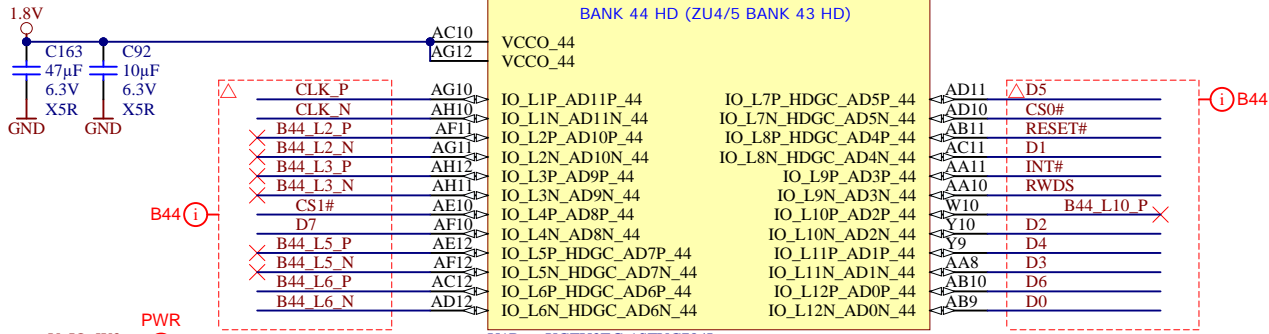 BANK 44 HD (ZU4/5 BANK 43 HD)
1.8V
C163
47µF
6.3V
X5R
GND
C92
10µF
6.3V
X5R
GND
AC10 VCCO_44
AG12 VCCO_44
CLK_P AG10 IO_L1P_AD11P_44 IO_L7P_HDGC_AD5P_44 AD11 D5
CLK_N AH10 IO_L1N_AD11N_44 IO_L7N_HDGC_AD5N_44 AD10 CS0#
B44_L2_P AF11 IO_L2P_AD10P_44 IO_L8P_HDGC_AD4P_44 AB11 RESET#
B44_L2_N AG11 IO_L2N_AD10N_44 IO_L8N_HDGC_AD4N_44 AC11 D1
B44_L3_P AH12 IO_L3P_AD9P_44 IO_L9P_AD3P_44 AA11 INT#
B44_L3_N AH11 IO_L3N_AD9N_44 IO_L9N_AD3N_44 AA10 RWDS
CS1# AE10 IO_L4P_AD8P_44 IO_L10P_AD2P_44 W10 B44_L10_P
D7 AF10 IO_L4N_AD8N_44 IO_L10N_AD2N_44 Y10 D2
B44_L5_P AE12 IO_L5P_HDGC_AD7P_44 IO_L11P_AD1P_44 Y9 D4
B44_L5_N AF12 IO_L5N_HDGC_AD7N_44 IO_L11N_AD1N_44 AA8 D3
B44_L6_P AC12 IO_L6P_HDGC_AD6P_44 IO_L12P_AD0P_44 AB10 D6
B44_L6_N AD12 IO_L6N_HDGC_AD6N_44 IO_L12N_AD0N_44 AB9 D0
B44 i
i B44
PWR